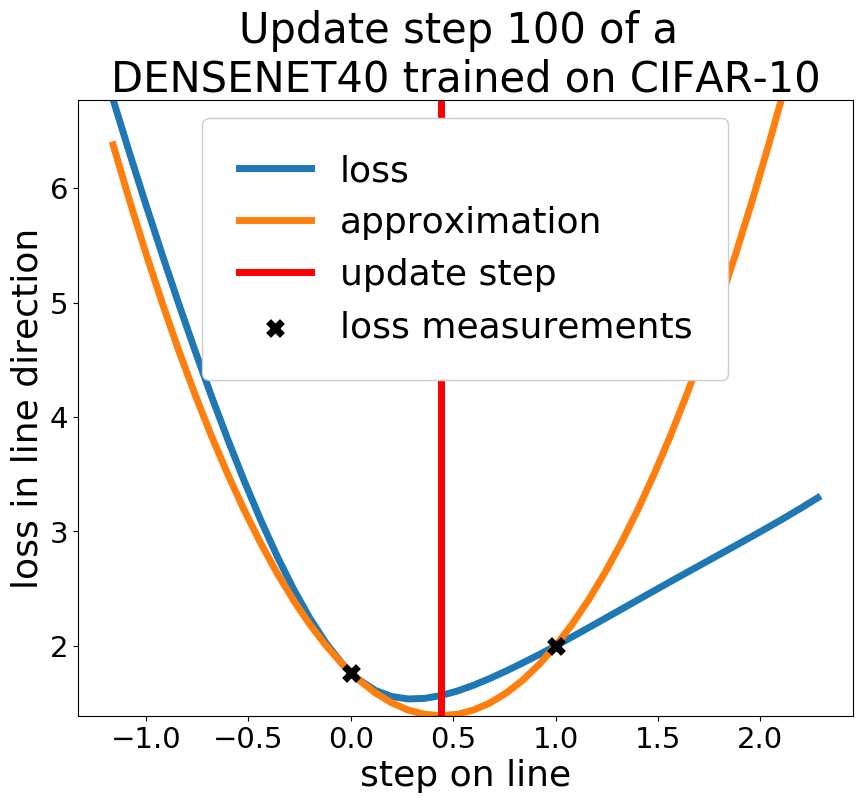 Update step 100 of a
DENSENET40 trained on CIFAR-10
loss
approximation
update step
loss measurements
loss in line direction
6
5
4
3
2
−1.0 −0.5 0.0 0.5 1.0 1.5 2.0
step on line